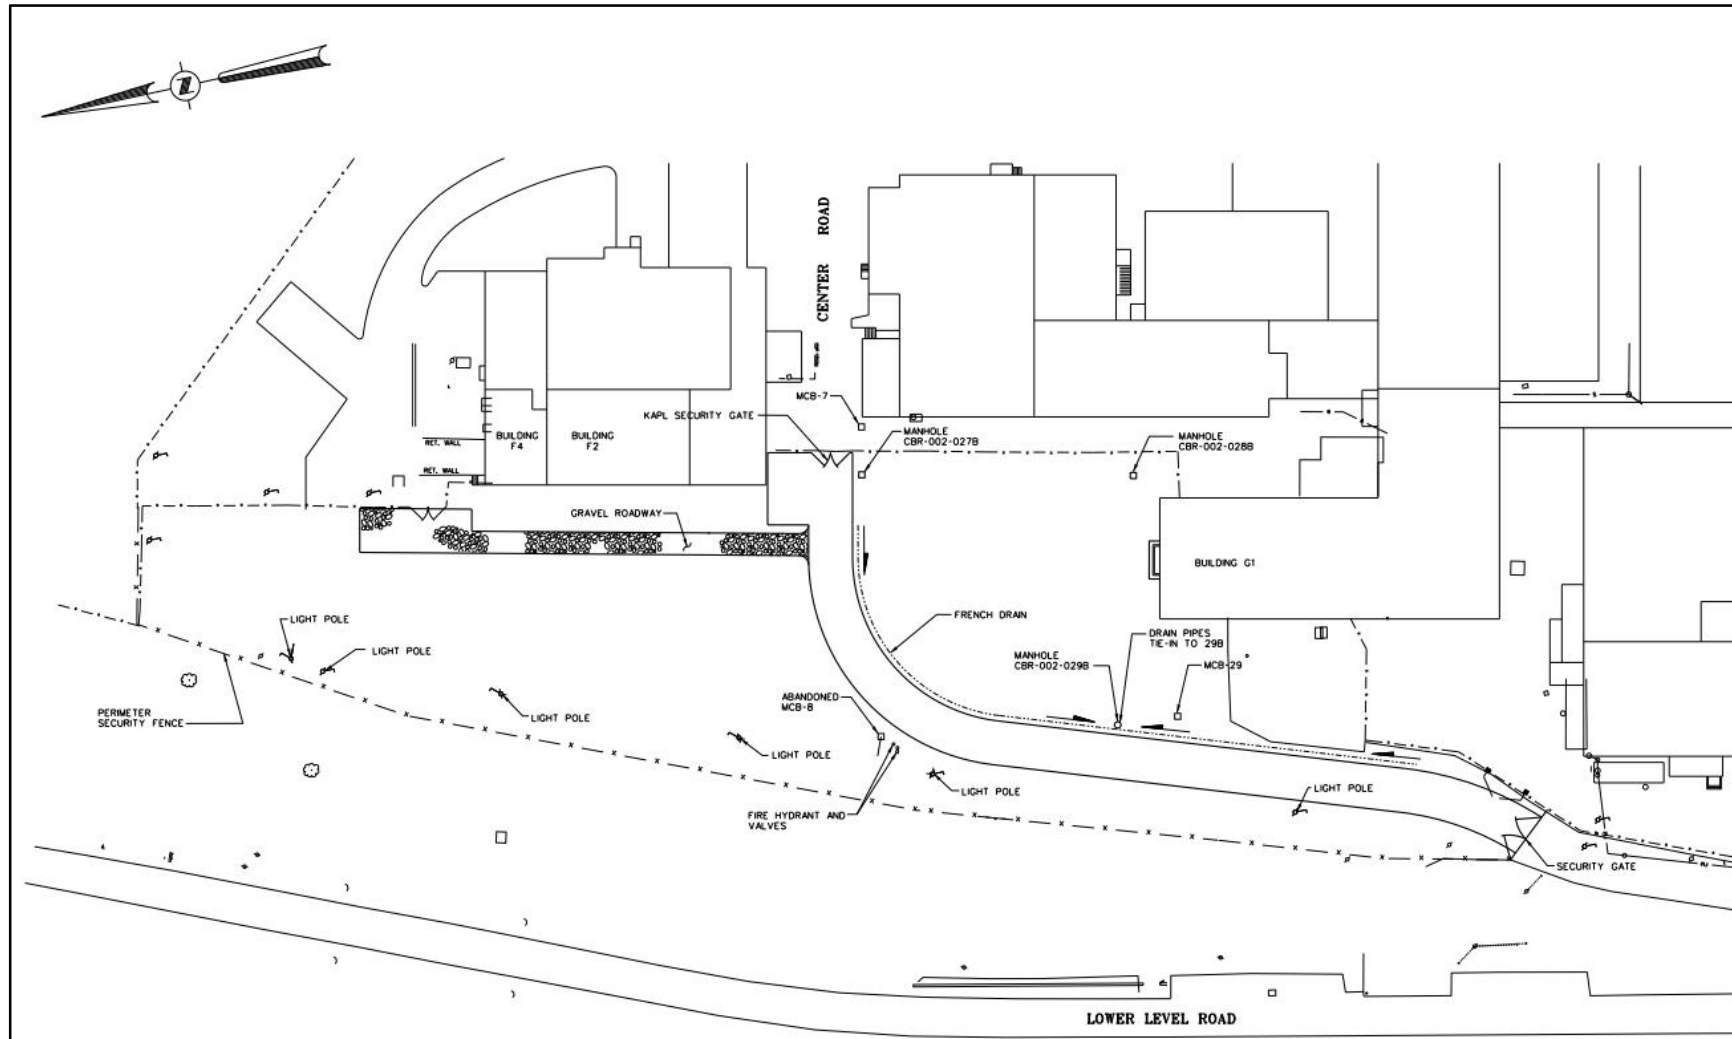 CENTER ROAD
MCB-7
KAPL SECURITY GATE
MANHOLE
CBR-002-027B
MANHOLE
CBR-002-028B
BUILDING
F4
BUILDING
F2
RET. WALL
RET. WALL
GRAVEL ROADWAY
BUILDING G1
FRENCH DRAIN
DRAIN PIPES
TIE-IN TO 29B
MANHOLE
CBR-002-029B
MCB-29
LIGHT POLE
LIGHT POLE
ABANDONED
MCB-8
PERIMETER
SECURITY FENCE
LIGHT POLE
LIGHT POLE
LIGHT POLE
LIGHT POLE
FIRE HYDRANT AND
VALVES
SECURITY GATE
LOWER LEVEL ROAD